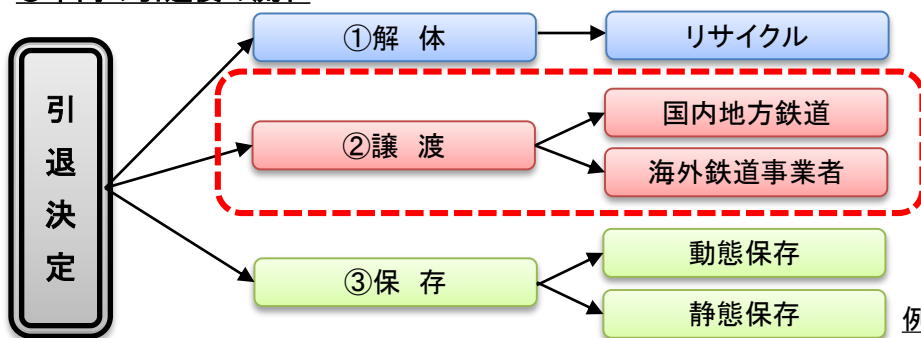 引退決定
①解 体
リサイクル
②譲 渡
国内地方鉄道
海外鉄道事業者
③保 存
動態保存
静態保存
例